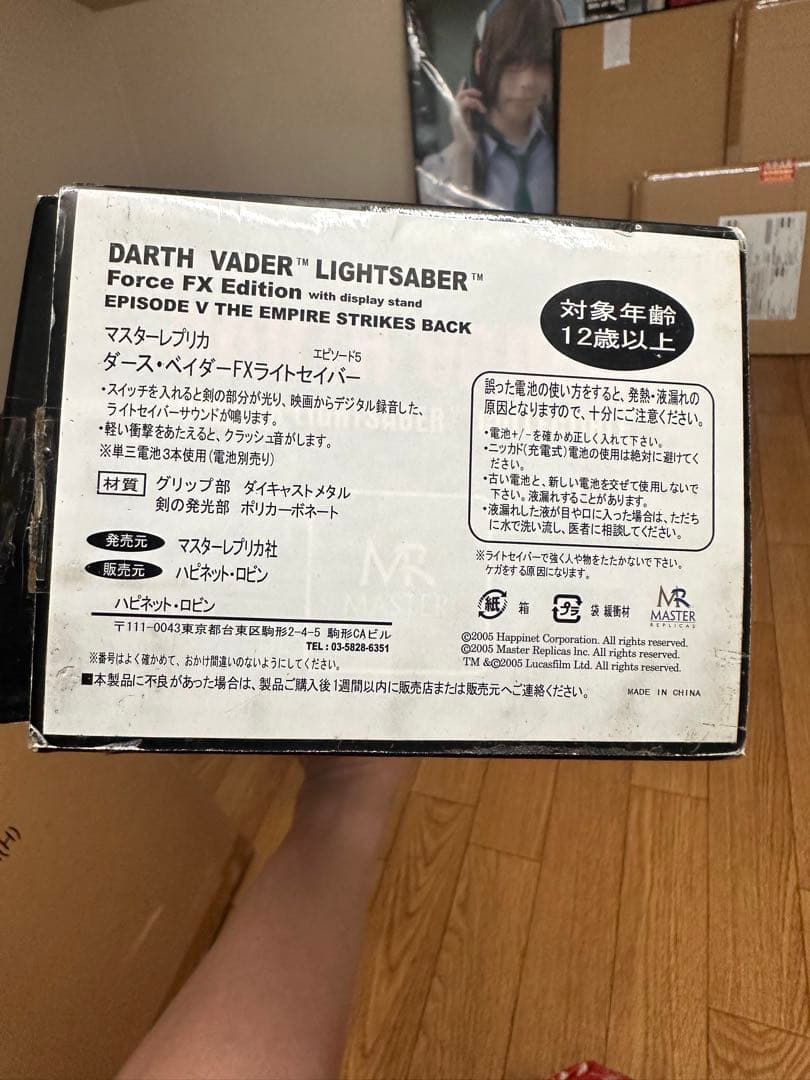 DARTH VADER™ LIGHTSABER™
Force FX Edition with display stand
EPISODE V THE EMPIRE STRIKES BACK
マスターレプリカ
エピソード5
ダース・ベイダーFXライトセイバー
・スイッチを入れると剣の部分が光り、映画からデジタル録音した、
ライトセイバーサウンドが鳴ります。
・軽い衝撃をあたえると、クラッシュ音がします。
※単三電池3本使用(電池別売り)
材質 グリップ部 ダイキャストメタル
剣の発光部 ポリカーボネート
発売元 マスターレプリカ社
販売元 ハピネット・ロビン
ハピネット・ロビン
〒111-0043東京都台東区駒形2-4-5 駒形CAビル
TEL : 03-5828-6351
※番号はよく確かめて、おかけ間違いのないようにしてください。
■本製品に不良があった場合は、製品ご購入後1週間以内に販売店または販売元へご連絡ください。
対象年齢
12歳以上
誤った電池の使い方をすると、発熱・液漏れの
原因となりますので、十分にご注意ください。
・電池+/-を確かめ正しく入れて下さい。
・ニッカド(充電式)電池の使用は絶対に避けてく
ださい。
・古い電池と、新しい電池を交ぜて使用しないで
下さい。液漏れすることがあります。
・液漏れした液が目や口に入った場合は、ただち
に水で洗い流し、医者に相談してください。
※ライトセイバーで強く人や物をたたかないで下さい。
ケガをする原因になります。
紙 箱 プラ 袋 緩衝材
MR
MASTER
REPLICAS
©2005 Happinet Corporation. All rights reserved.
©2005 Master Replicas Inc. All rights reserved.
TM &©2005 Lucasfilm Ltd. All rights reserved.
MADE IN CHINA
(H)